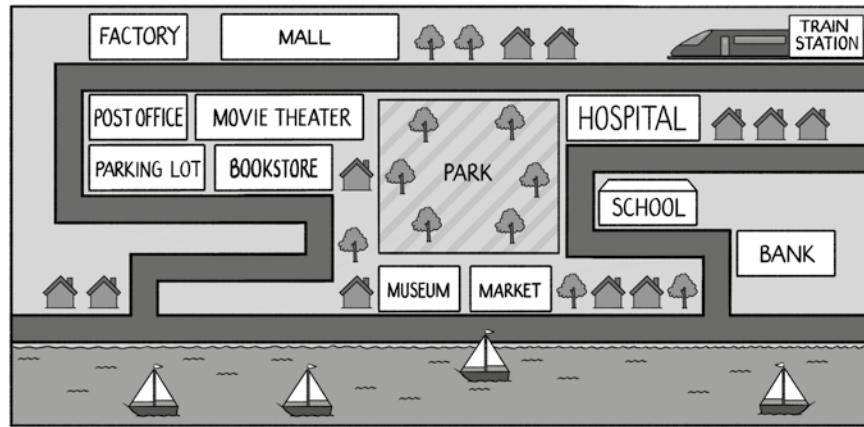 FACTORY
MALL
TRAIN
STATION
POST OFFICE
MOVIE THEATER
HOSPITAL
PARKING LOT
BOOKSTORE
PARK
SCHOOL
BANK
MUSEUM
MARKET